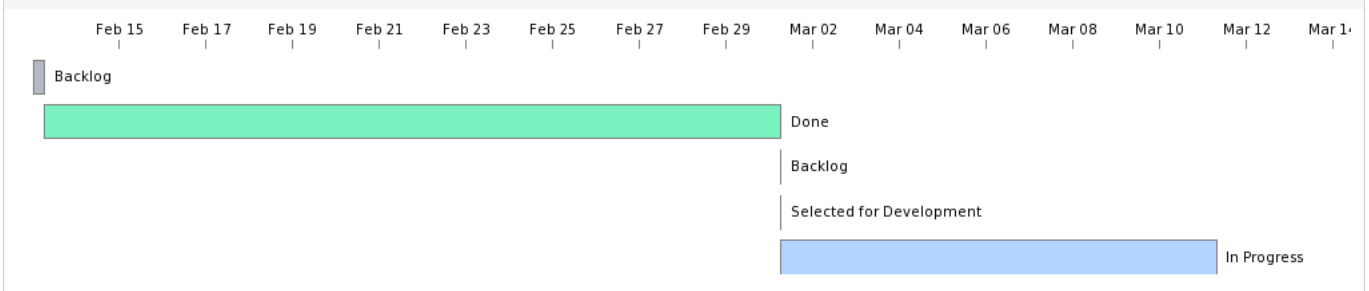 Feb 15 Feb 17 Feb 19 Feb 21 Feb 23 Feb 25 Feb 27 Feb 29 Mar 02 Mar 04 Mar 06 Mar 08 Mar 10 Mar 12 Mar
Backlog
Done
Backlog
Selected for Development
In Progress